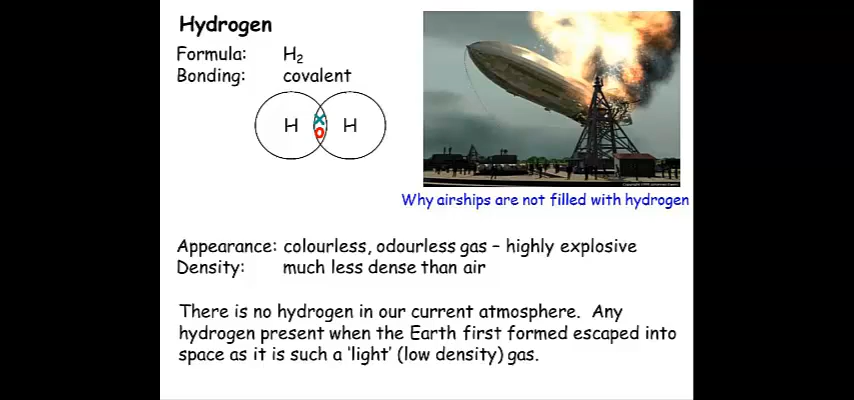 Hydrogen
Formula: H₂
Bonding: covalent
H x o H
Why airships are not filled with hydrogen
Appearance: colourless, odourless gas – highly explosive
Density: much less dense than air
There is no hydrogen in our current atmosphere. Any
hydrogen present when the Earth first formed escaped into
space as it is such a 'light' (low density) gas.